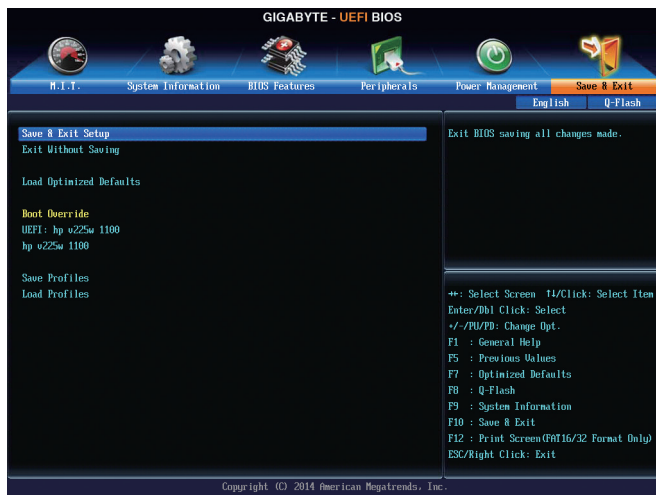 GIGABYTE - UEFI BIOS
M.I.T. System Information BIOS Features Peripherals Power Management Save & Exit
English Q-Flash
Save & Exit Setup
Exit Without Saving
Load Optimized Defaults
Boot Override
UEFI: hp v225w 1100
hp v225w 1100
Save Profiles
Load Profiles
Exit BIOS saving all changes made.
→←: Select Screen ↑↓/Click: Select Item
Enter/Dbl Click: Select
+/-/PU/PD: Change Opt.
F1 : General Help
F5 : Previous Values
F7 : Optimized Defaults
F8 : Q-Flash
F9 : System Information
F10 : Save & Exit
F12 : Print Screen(FAT16/32 Format Only)
ESC/Right Click: Exit
Copyright (C) 2014 American Megatrends, Inc.